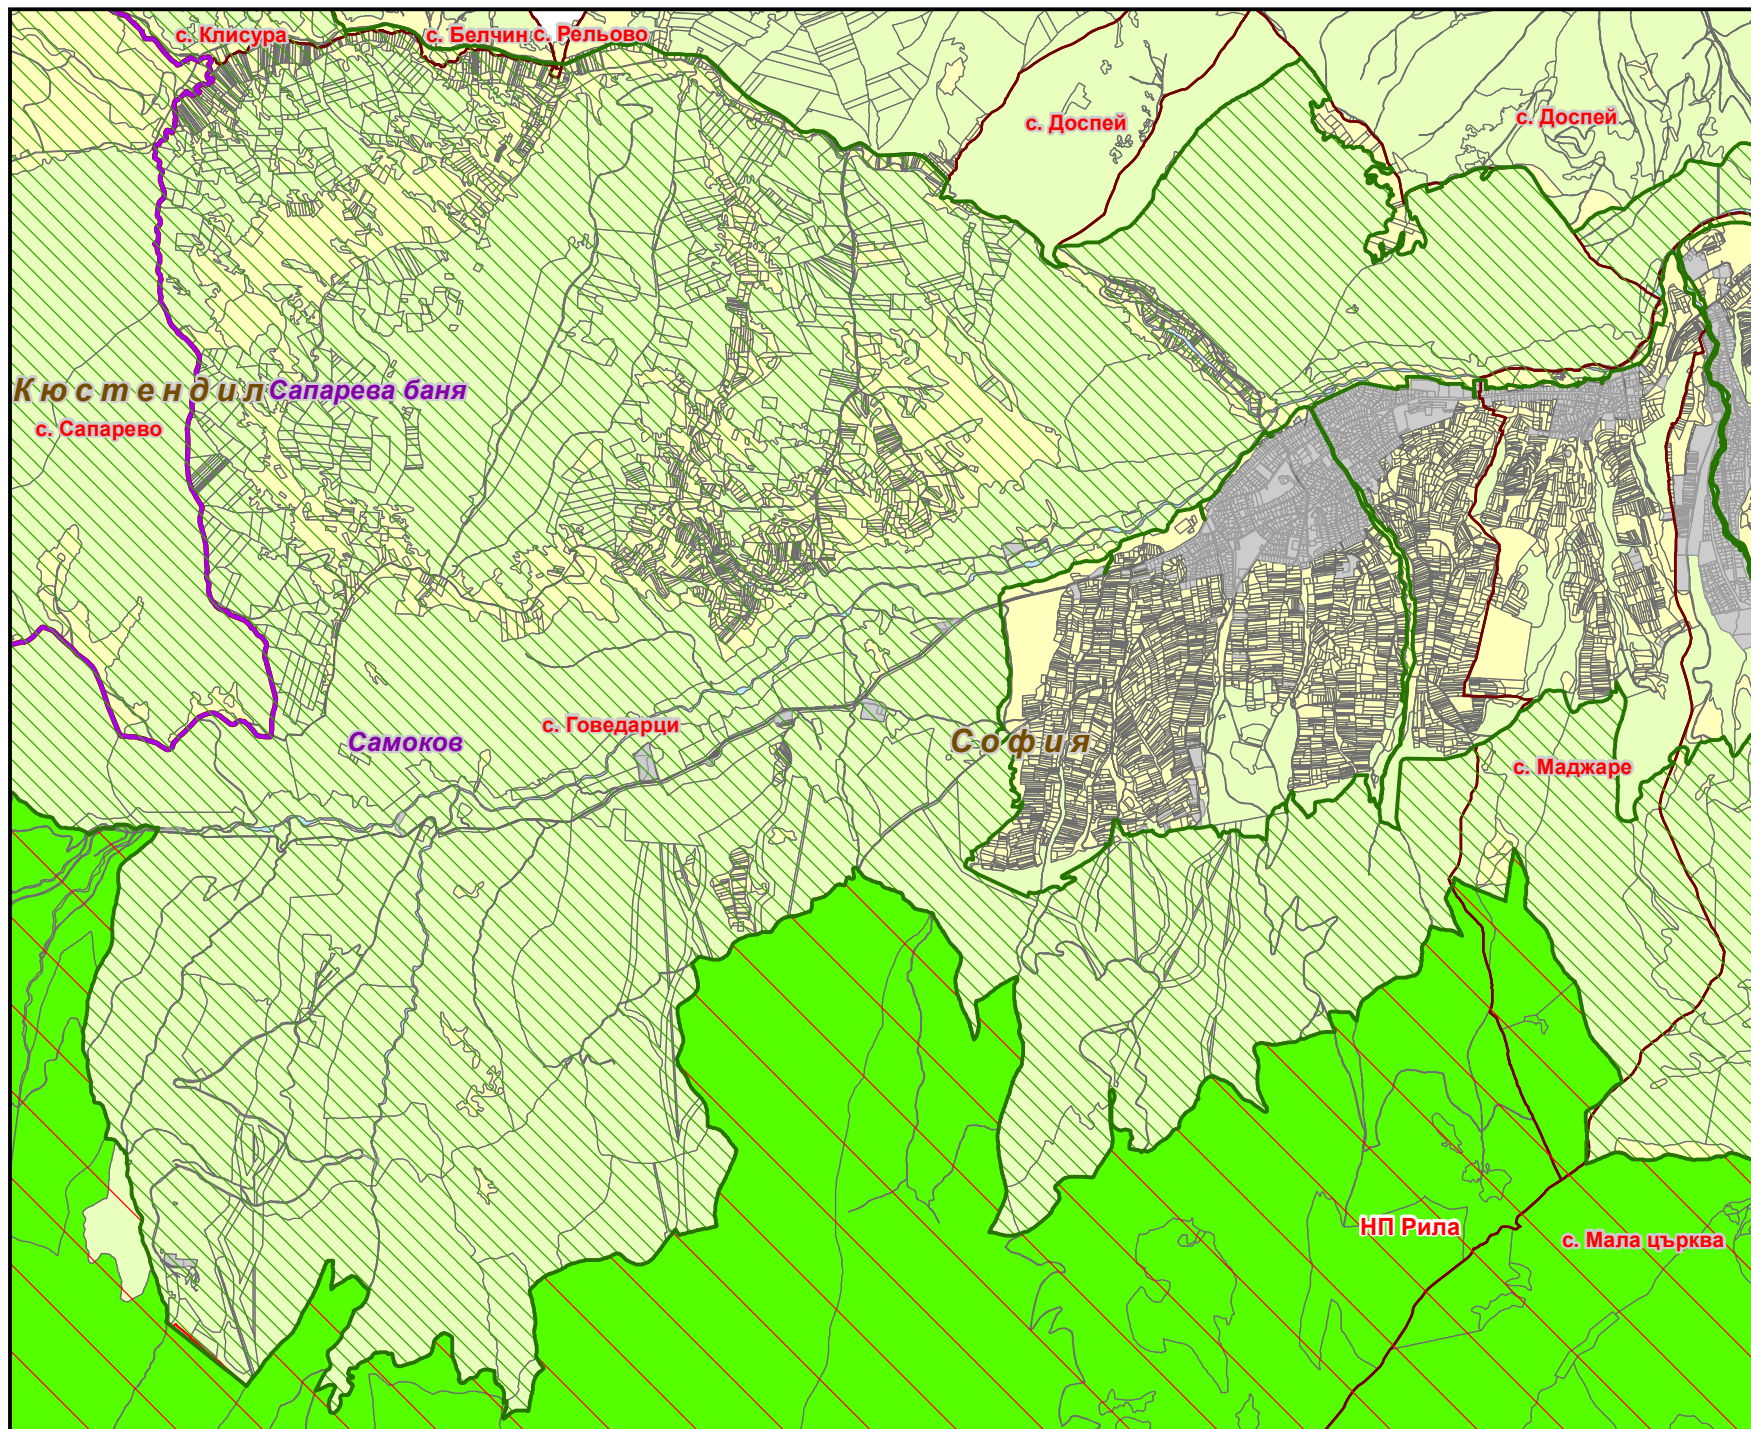 с. Клисура
с. Белчин
с. Рельово
с. Доспей
с. Доспей
Кюстендил
Сапарева баня
с. Сапарево
с. Говедарци
Самоков
София
с. Маджаре
НП Рила
с. Мала църква